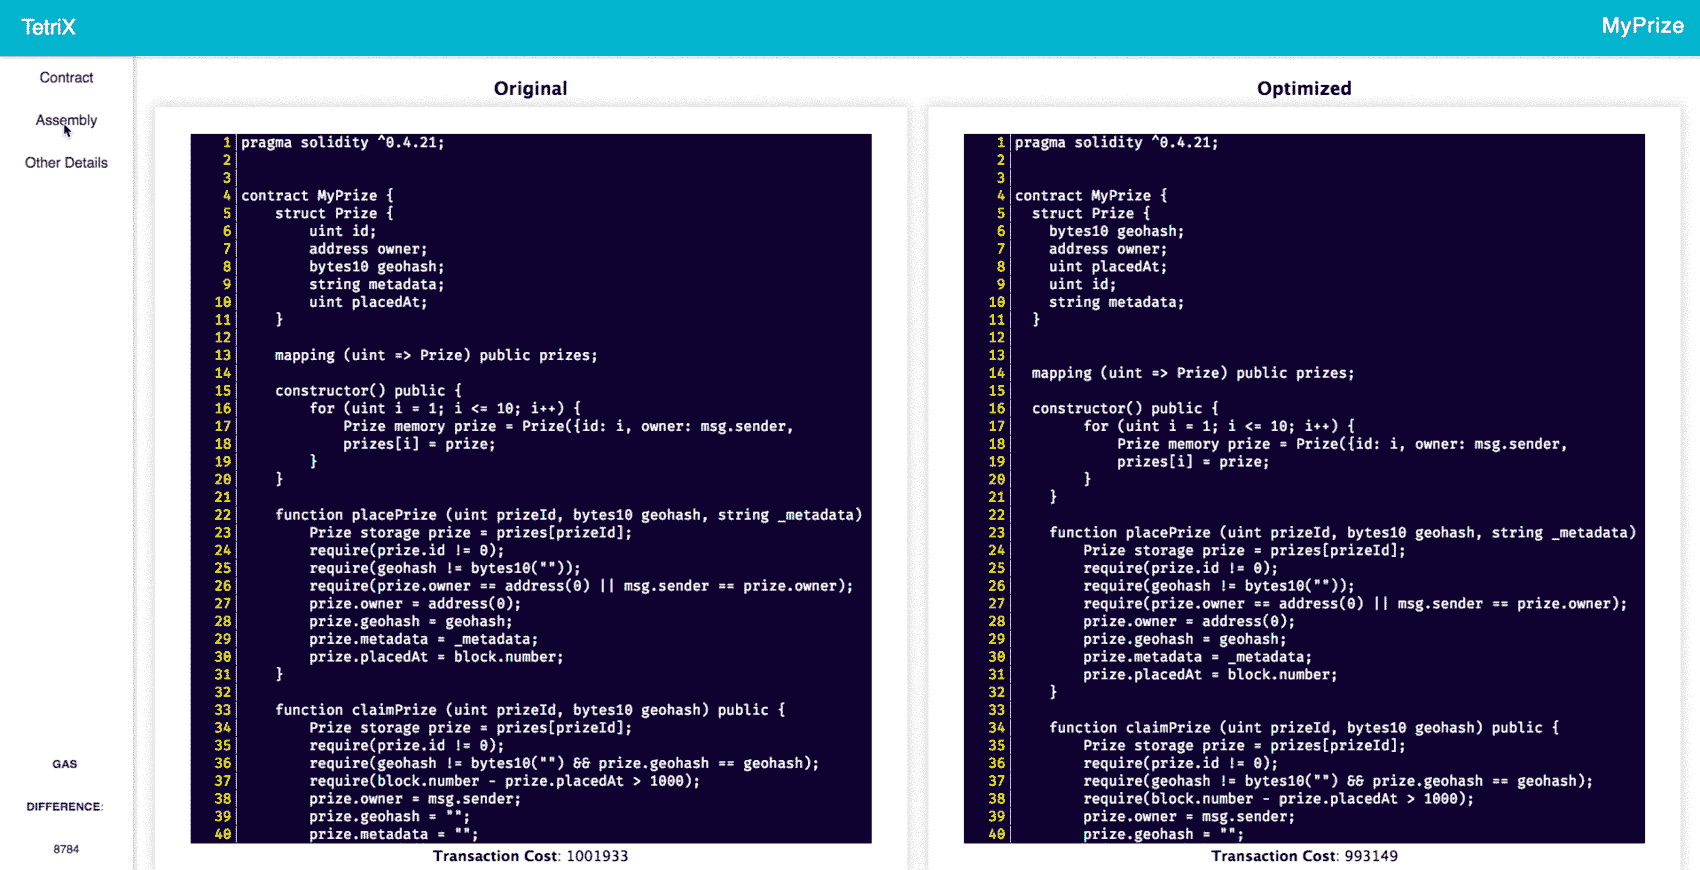 TetriX
MyPrize
Contract
Assembly
Other Details
GAS
DIFFERENCE:
8784
Original
1 pragma solidity ^0.4.21;
2
3
4 contract MyPrize {
5     struct Prize {
6         uint id;
7         address owner;
8         bytes10 geohash;
9         string metadata;
10         uint placedAt;
11     }
12
13     mapping (uint => Prize) public prizes;
14
15     constructor() public {
16         for (uint i = 1; i <= 10; i++) {
17             Prize memory prize = Prize({id: i, owner: msg.sender,
18             prizes[i] = prize;
19         }
20     }
21
22     function placePrize (uint prizeId, bytes10 geohash, string _metadata)
23         Prize storage prize = prizes[prizeId];
24         require(prize.id != 0);
25         require(geohash != bytes10(""));
26         require(prize.owner == address(0) || msg.sender == prize.owner);
27         prize.owner = address(0);
28         prize.geohash = geohash;
29         prize.metadata = _metadata;
30         prize.placedAt = block.number;
31     }
32
33     function claimPrize (uint prizeId, bytes10 geohash) public {
34         Prize storage prize = prizes[prizeId];
35         require(prize.id != 0);
36         require(geohash != bytes10("") && prize.geohash == geohash);
37         require(block.number - prize.placedAt > 1000);
38         prize.owner = msg.sender;
39         prize.geohash = "";
40         prize.metadata = "";
Transaction Cost: 1001933
Optimized
1 pragma solidity ^0.4.21;
2
3
4 contract MyPrize {
5   struct Prize {
6     bytes10 geohash;
7     address owner;
8     uint placedAt;
9     uint id;
10     string metadata;
11   }
12
13
14   mapping (uint => Prize) public prizes;
15
16   constructor() public {
17         for (uint i = 1; i <= 10; i++) {
18             Prize memory prize = Prize({id: i, owner: msg.sender,
19             prizes[i] = prize;
20         }
21     }
22
23     function placePrize (uint prizeId, bytes10 geohash, string _metadata)
24         Prize storage prize = prizes[prizeId];
25         require(prize.id != 0);
26         require(geohash != bytes10(""));
27         require(prize.owner == address(0) || msg.sender == prize.owner);
28         prize.owner = address(0);
29         prize.geohash = geohash;
30         prize.metadata = _metadata;
31         prize.placedAt = block.number;
32     }
33
34     function claimPrize (uint prizeId, bytes10 geohash) public {
35         Prize storage prize = prizes[prizeId];
36         require(prize.id != 0);
37         require(geohash != bytes10("") && prize.geohash == geohash);
38         require(block.number - prize.placedAt > 1000);
39         prize.owner = msg.sender;
40         prize.geohash = "";
Transaction Cost: 993149